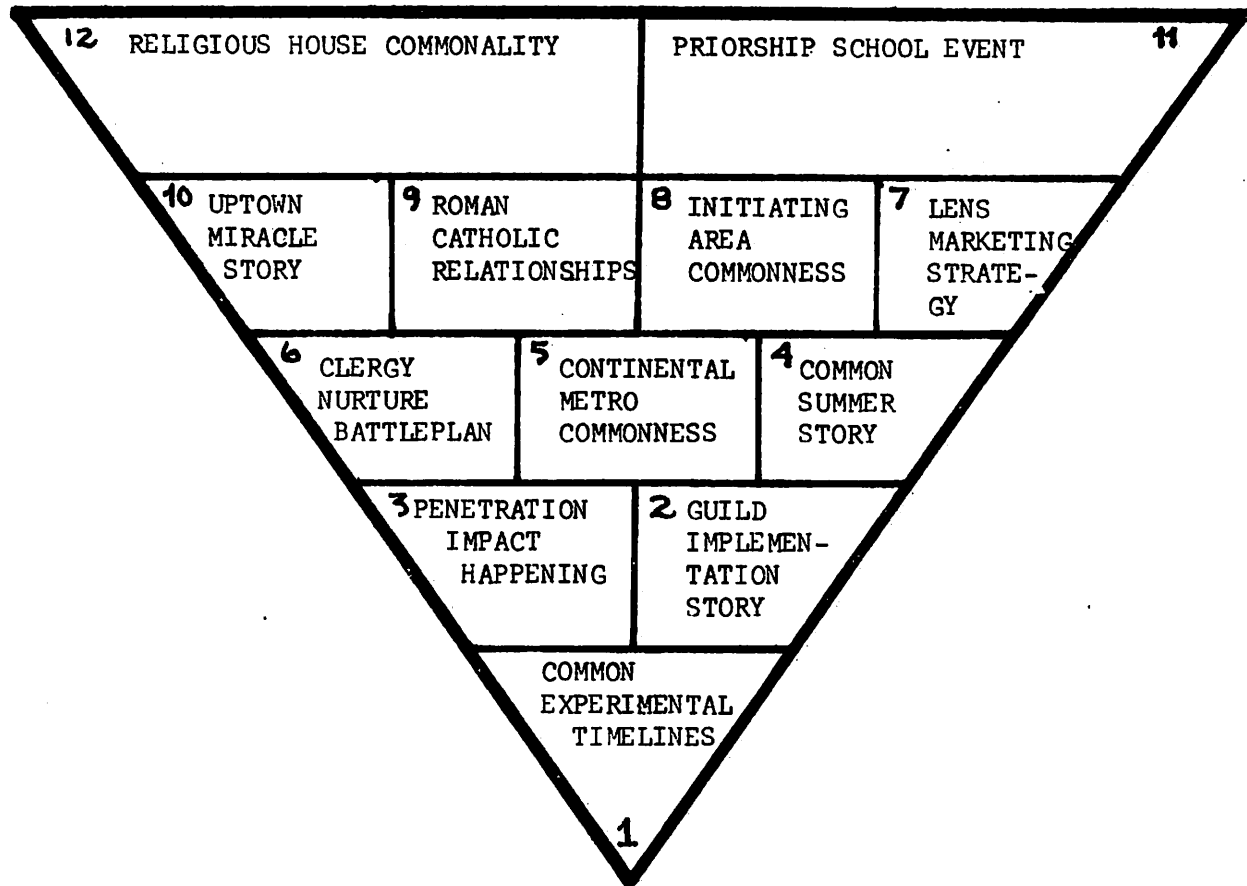 12 RELIGIOUS HOUSE COMMONALITY
PRIORSHIP SCHOOL EVENT 11
10 UPTOWN
MIRACLE
STORY
9 ROMAN
CATHOLIC
RELATIONSHIPS
8 INITIATING
AREA
COMMONNESS
7 LENS
MARKETING
STRATE-
GY
6 CLERGY
NURTURE
BATTLEPLAN
5 CONTINENTAL
METRO
COMMONNESS
4 COMMON
SUMMER
STORY
3 PENETRATION
IMPACT
HAPPENING
2 GUILD
IMPLEMEN-
TATION
STORY
COMMON
EXPERIMENTAL
TIMELINES
1